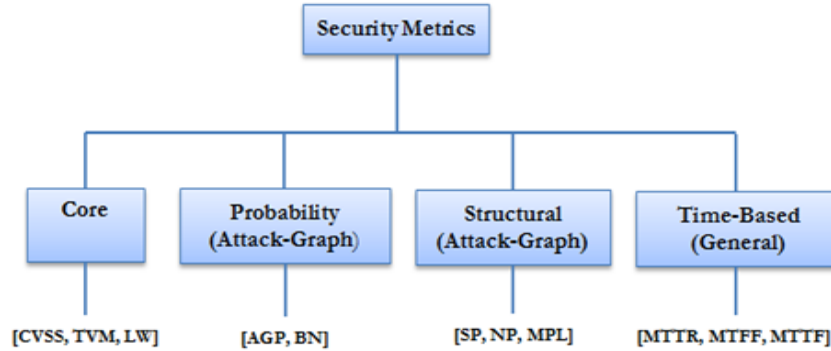 Security Metrics
Core
Probability
(Attack-Graph)
Structural
(Attack-Graph)
Time-Based
(General)
[CVSS, TVM, LW]
[AGP, BN]
[SP, NP, MPL]
[MTTR, MTFF, MTTF]